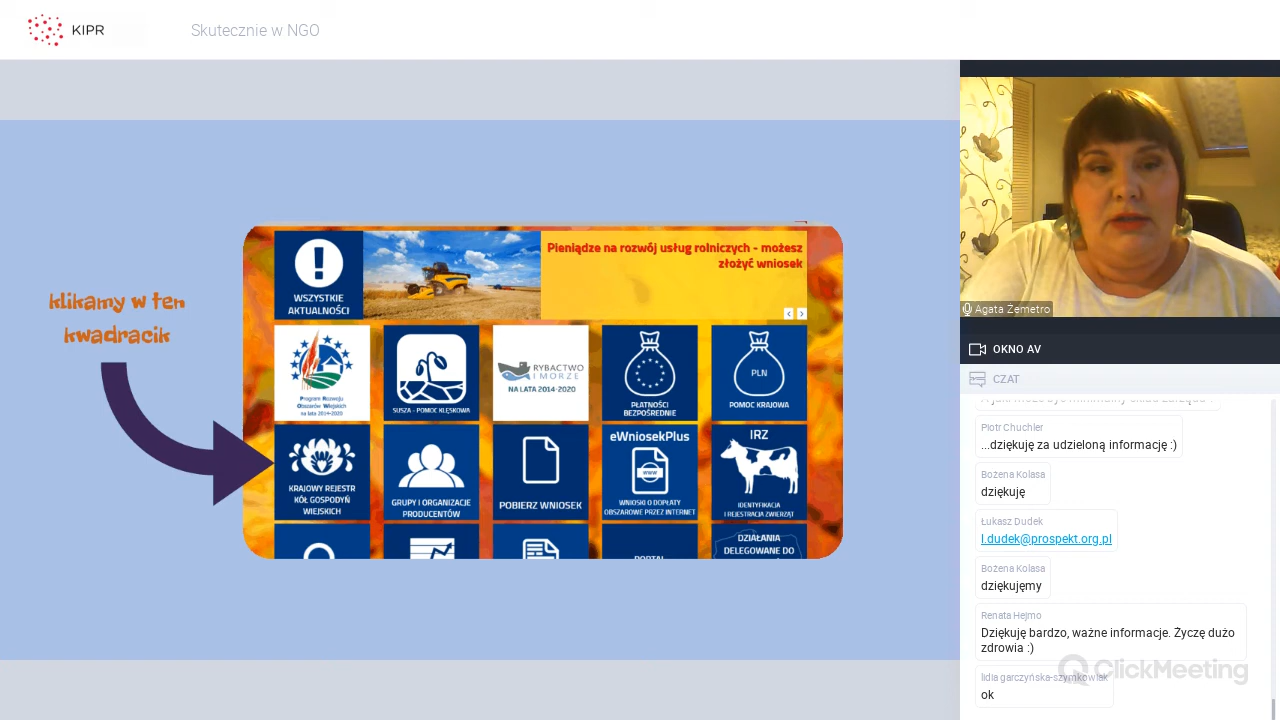 KIPR
Skutecznie w NGO
klikamy w ten
kwadracik
WSZYSTKIE
AKTUALNOŚCI
Pieniądze na rozwój usług rolniczych - możesz
złożyć wniosek
Program Rozwoju
Obszarów Wiejskich
na lata 2014-2020
SUSZA - POMOC KLĘSKOWA
RYBACTWO
I MORZE
NA LATA 2014-2020
PŁATNOŚCI
BEZPOŚREDNIE
PLN
POMOC KRAJOWA
KRAJOWY REJESTR
KÓŁ GOSPODYŃ
WIEJSKICH
GRUPY I ORGANIZACJE
PRODUCENTÓW
POBIERZ WNIOSEK
eWniosekPlus
WWW
WNIOSKI O DOPŁATY
OBSZAROWE PRZEZ INTERNET
IRZ
IDENTYFIKACJA
I REJESTRACJA ZWIERZĄT
PORTAL
DZIAŁANIA
DELEGOWANE DO
Agata Żemetro
OKNO AV
CZAT
Piotr Chuchler
...dziękuję za udzieloną informację :)
Bożena Kolasa
dziękuję
Łukasz Dudek
l.dudek@prospekt.org.pl
Bożena Kolasa
dziękujęmy
Renata Hejmo
Dziękuję bardzo, ważne informacje. Życzę dużo
zdrowia :)
lidia garczyńska-szymkowiak
ok
ClickMeeting